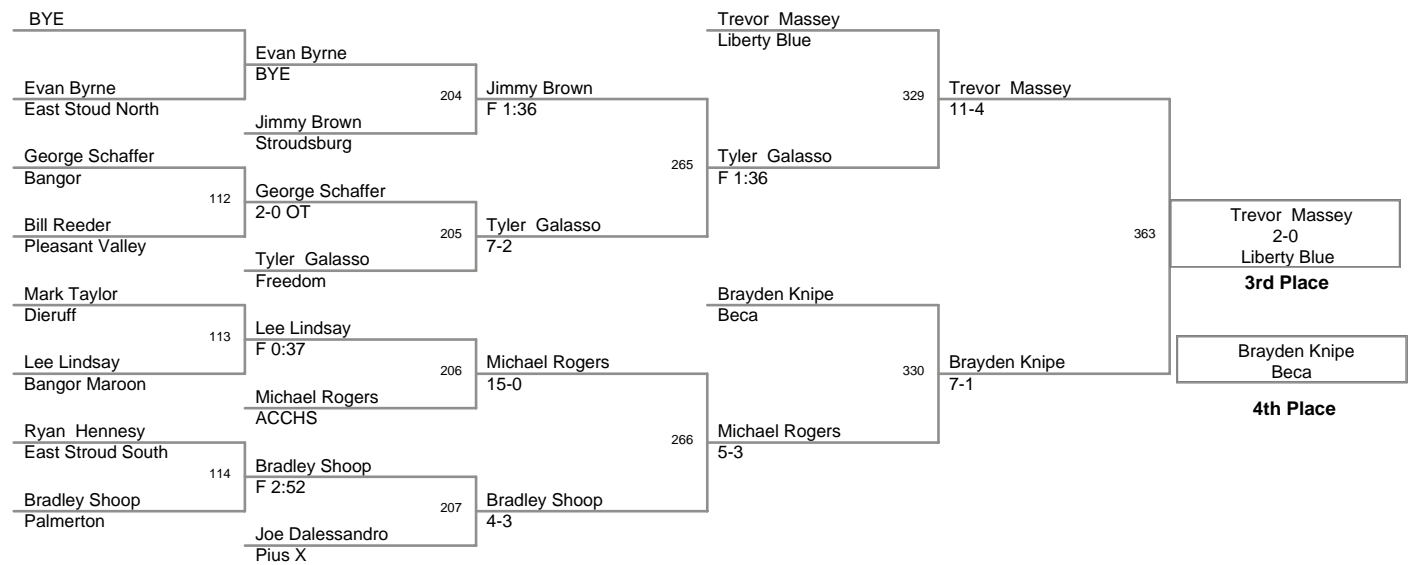 BYE
Evan Byrne
East Stoud North
George Schaffer
Bangor
112
Bill Reeder
Pleasant Valley
Mark Taylor
Dieruff
113
Lee Lindsay
Bangor Maroon
Ryan Hennesy
East Stroud South
114
Bradley Shoop
Palmerton
Evan Byrne
BYE
204
Jimmy Brown
Stroudsburg
George Schaffer
2-0 OT
205
Tyler Galasso
Freedom
Lee Lindsay
F 0:37
206
Michael Rogers
ACCHS
Bradley Shoop
F 2:52
207
Joe Dalessandro
Pius X
Jimmy Brown
F 1:36
265
Tyler Galasso
7-2
Michael Rogers
15-0
266
Bradley Shoop
4-3
Trevor Massey
Liberty Blue
329
Tyler Galasso
F 1:36
Brayden Knipe
Beca
330
Michael Rogers
5-3
Trevor Massey
11-4
363
Brayden Knipe
7-1
Trevor Massey
2-0
Liberty Blue
3rd Place
Brayden Knipe
Beca
4th Place